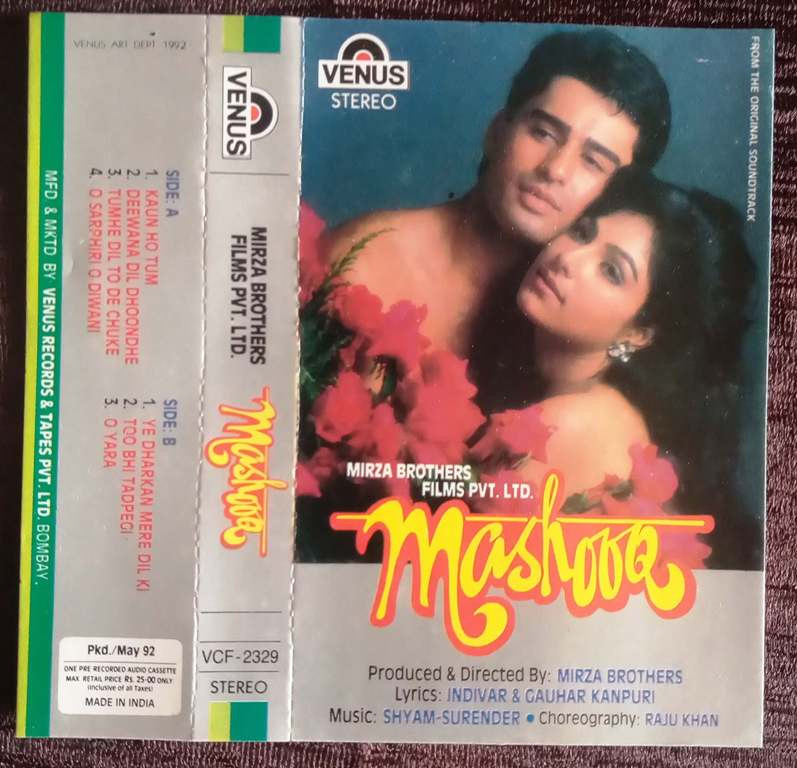 VENUS ART DEPT 1992
SIDE: A
1. KAUN HO TUM
2. DEEWANA DIL DHOONDHE
3. TUMHE DIL TO DE CHUKE
4. O SARPHIRI O DIWANI
SIDE: B
1. YE DHARKAN MERE DIL KI
2. TOO BHI TADPEGI
3. O YARA
MFD & MKTD BY VENUS RECORDS & TAPES PVT. LTD. BOMBAY.
Pkd./May 92
ONE PRE RECORDED AUDIO CASSETTE
MAX RETAIL PRICE Rs. 25-00 ONLY
(inclusive of all Taxes)
MADE IN INDIA
VENUS
MIRZA BROTHERS
FILMS PVT. LTD.
Mashooq
VCF-2329
STEREO
VENUS
STEREO
FROM THE ORIGINAL SOUNDTRACK
MIRZA BROTHERS
FILMS PVT. LTD.
Mashooq
Produced & Directed By: MIRZA BROTHERS
Lyrics: INDIVAR & GAUHAR KANPURI
Music: SHYAM-SURENDER • Choreography: RAJU KHAN